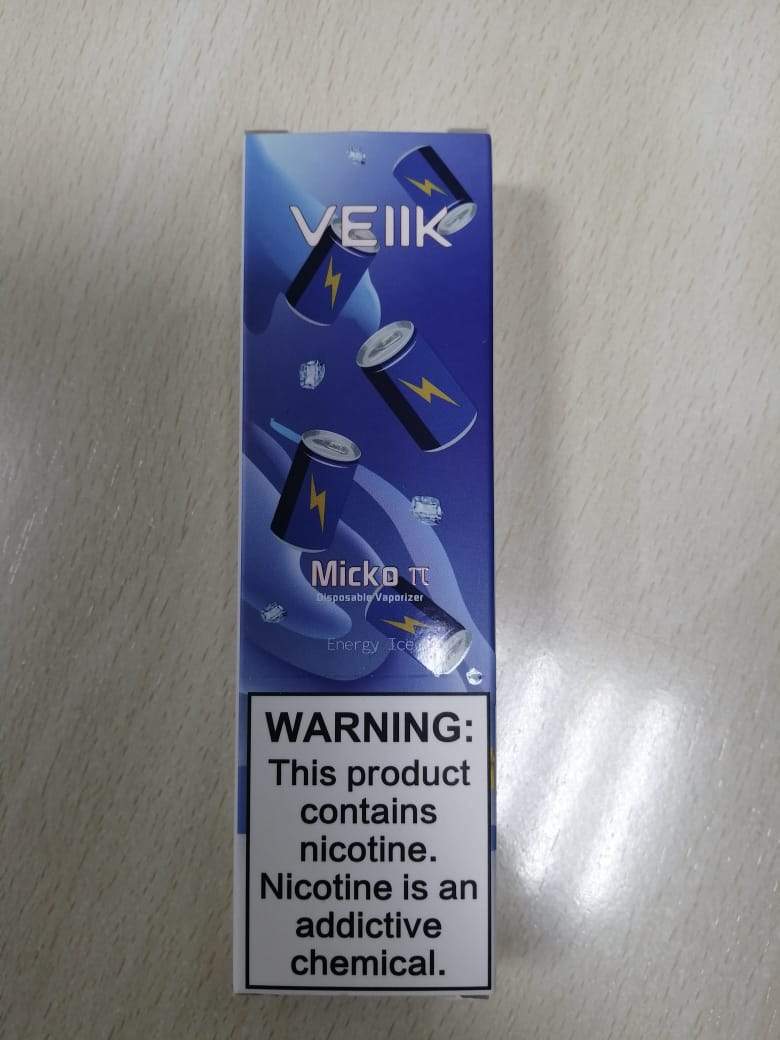 VEIIK
Micko π
Disposable Vaporizer
Energy Ice
WARNING:
This product
contains
nicotine.
Nicotine is an
addictive
chemical.